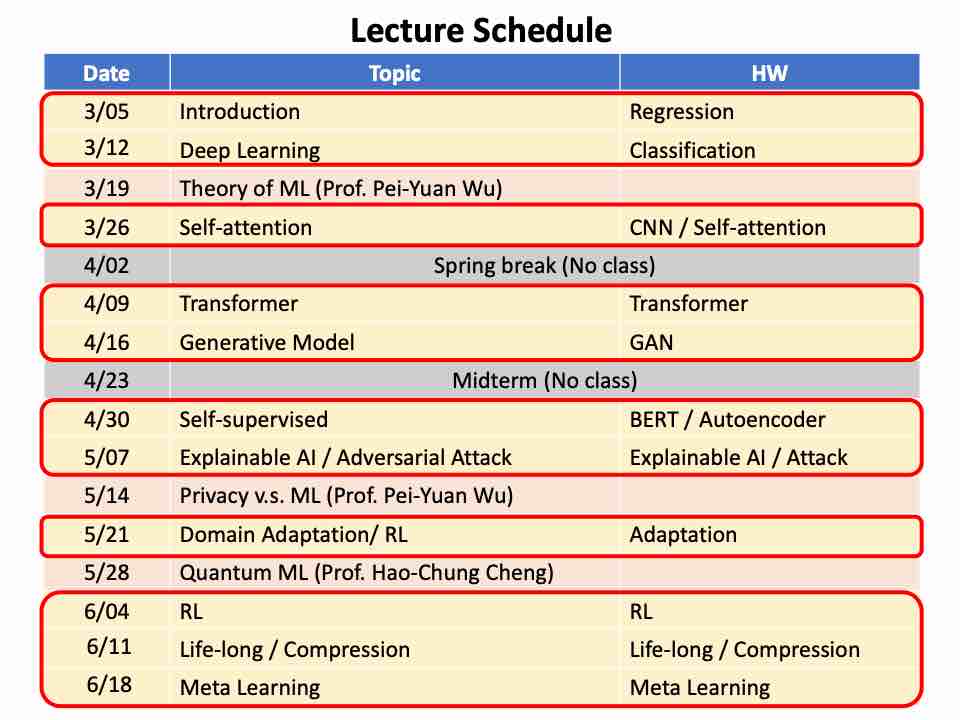 Lecture Schedule
Date Topic HW
3/05 Introduction Regression
3/12 Deep Learning Classification
3/19 Theory of ML (Prof. Pei-Yuan Wu)
3/26 Self-attention CNN / Self-attention
4/02 Spring break (No class)
4/09 Transformer Transformer
4/16 Generative Model GAN
4/23 Midterm (No class)
4/30 Self-supervised BERT / Autoencoder
5/07 Explainable AI / Adversarial Attack Explainable AI / Attack
5/14 Privacy v.s. ML (Prof. Pei-Yuan Wu)
5/21 Domain Adaptation/ RL Adaptation
5/28 Quantum ML (Prof. Hao-Chung Cheng)
6/04 RL RL
6/11 Life-long / Compression Life-long / Compression
6/18 Meta Learning Meta Learning